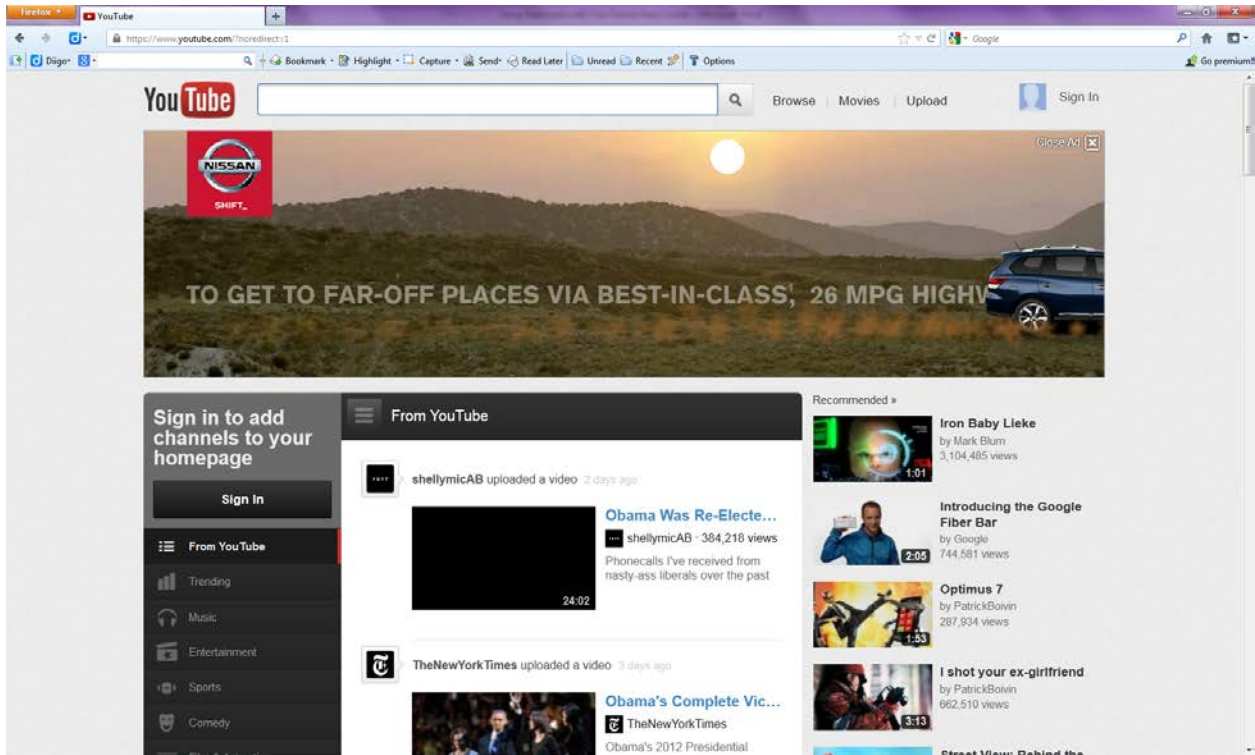 Firefox
YouTube
https://www.youtube.com/?noredirect=1
Google
Diigo
Bookmark
Highlight
Capture
Send
Read Later
Unread
Recent
Options
Go premium!
YouTube
Browse
Movies
Upload
Sign In
NISSAN
SHIFT_
Close Ad X
TO GET TO FAR-OFF PLACES VIA BEST-IN-CLASS¹, 26 MPG HIGHW
Sign in to add
channels to your
homepage
Sign In
From YouTube
Trending
Music
Entertainment
Sports
Comedy
From YouTube
shellymicAB uploaded a video 2 days ago
24:02
Obama Was Re-Electe...
shellymicAB · 384,218 views
Phonecalls I've received from
nasty-ass liberals over the past
TheNewYorkTimes uploaded a video 3 days ago
Obama's Complete Vic...
TheNewYorkTimes
Obama's 2012 Presidential
Recommended »
1:01
Iron Baby Lieke
by Mark Blum
3,104,485 views
2:05
Introducing the Google
Fiber Bar
by Google
744,581 views
1:53
Optimus 7
by PatrickBoivin
287,934 views
3:13
I shot your ex-girlfriend
by PatrickBoivin
662,510 views
Street View: Behind the